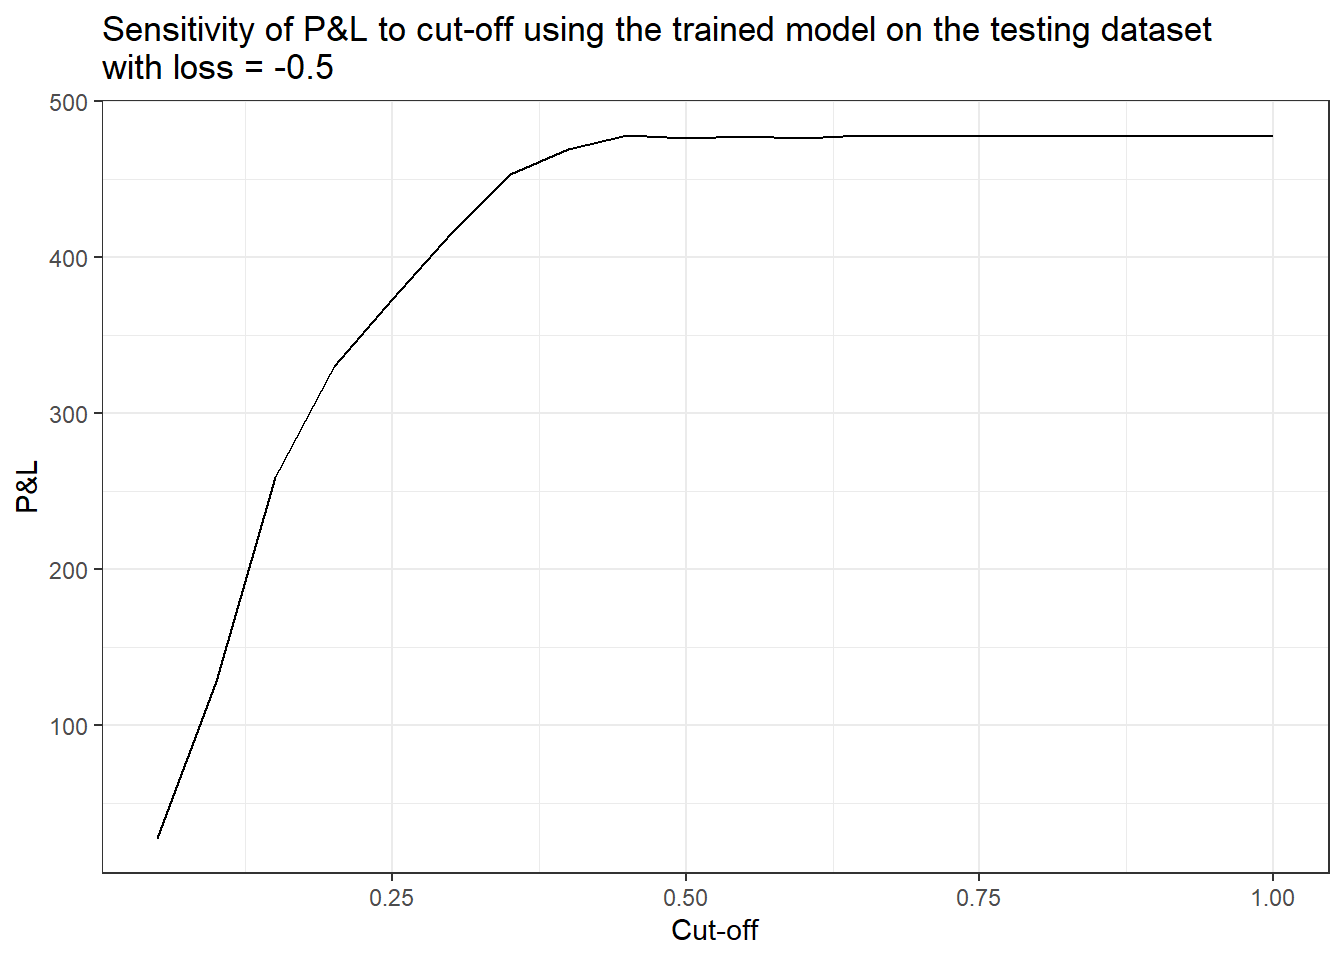 Sensitivity of P&L to cut-off using the trained model on the testing dataset
with loss = -0.5
500
400
300
200
100
P&L
0.25 0.50 0.75 1.00
Cut-off